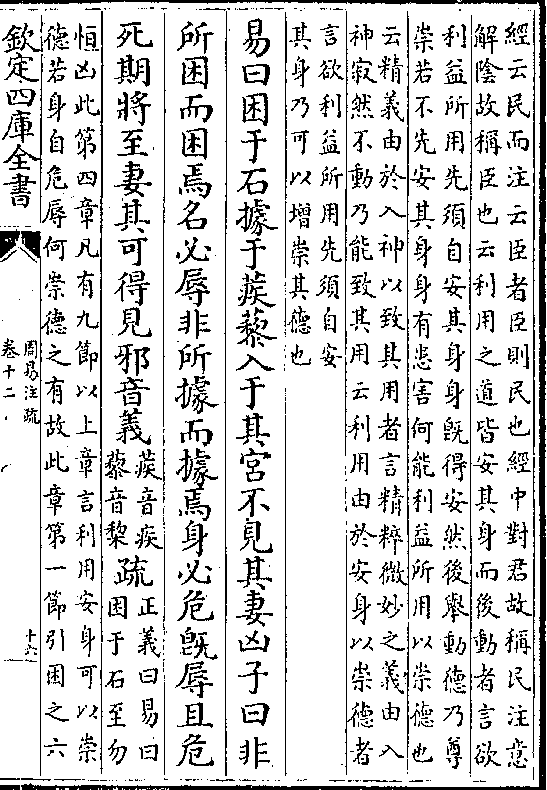 經云民而注云臣者臣則民也經中對君故稱民注意
解陰故稱臣也云利用之道皆安其身而後動者言欲
利益所用先須自安其身身既得安然後舉動德乃尊
崇若不先安其身身有患害何能利益所用以崇德也
云精義由於入神以致其用者言精粹微妙之義由入
神寂然不動乃能致其用云利用由於安身以崇德者
言欲利益所用先須自安
其身乃可以增崇其德也
易曰困于石據于蒺藜入于其宮不見其妻凶子曰非
所困而困焉名必辱非所據而據焉身必危既辱且危
死期將至妻其可得見邪音義
蒺音疾
藜音黎
疏
正義曰易曰
困于石至勿
恒凶此第四章凡有九節以上章言利用安身可以崇
德若身自危辱何崇德之有故此章第一節引困之六
欽定四庫全書
周易注疏
卷十二
十六